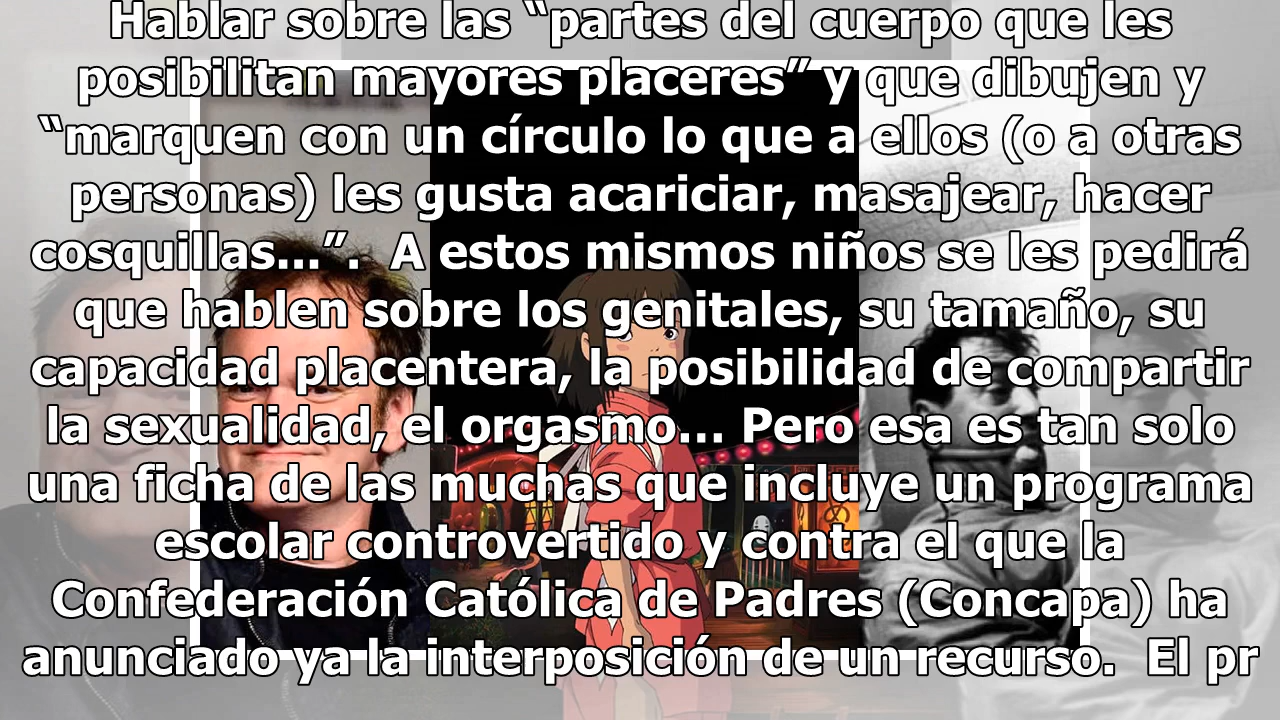 Hablar sobre las “partes del cuerpo que les
posibilitan mayores placeres” y que dibujen y
“marquen con un círculo lo que a ellos (o a otras
personas) les gusta acariciar, masajear, hacer
cosquillas...”.  A estos mismos niños se les pedirá
que hablen sobre los genitales, su tamaño, su
capacidad placentera, la posibilidad de compartir
la sexualidad, el orgasmo... Pero esa es tan solo
una ficha de las muchas que incluye un programa
escolar controvertido y contra el que la
Confederación Católica de Padres (Concapa) ha
anunciado ya la interposición de un recurso.  El pr